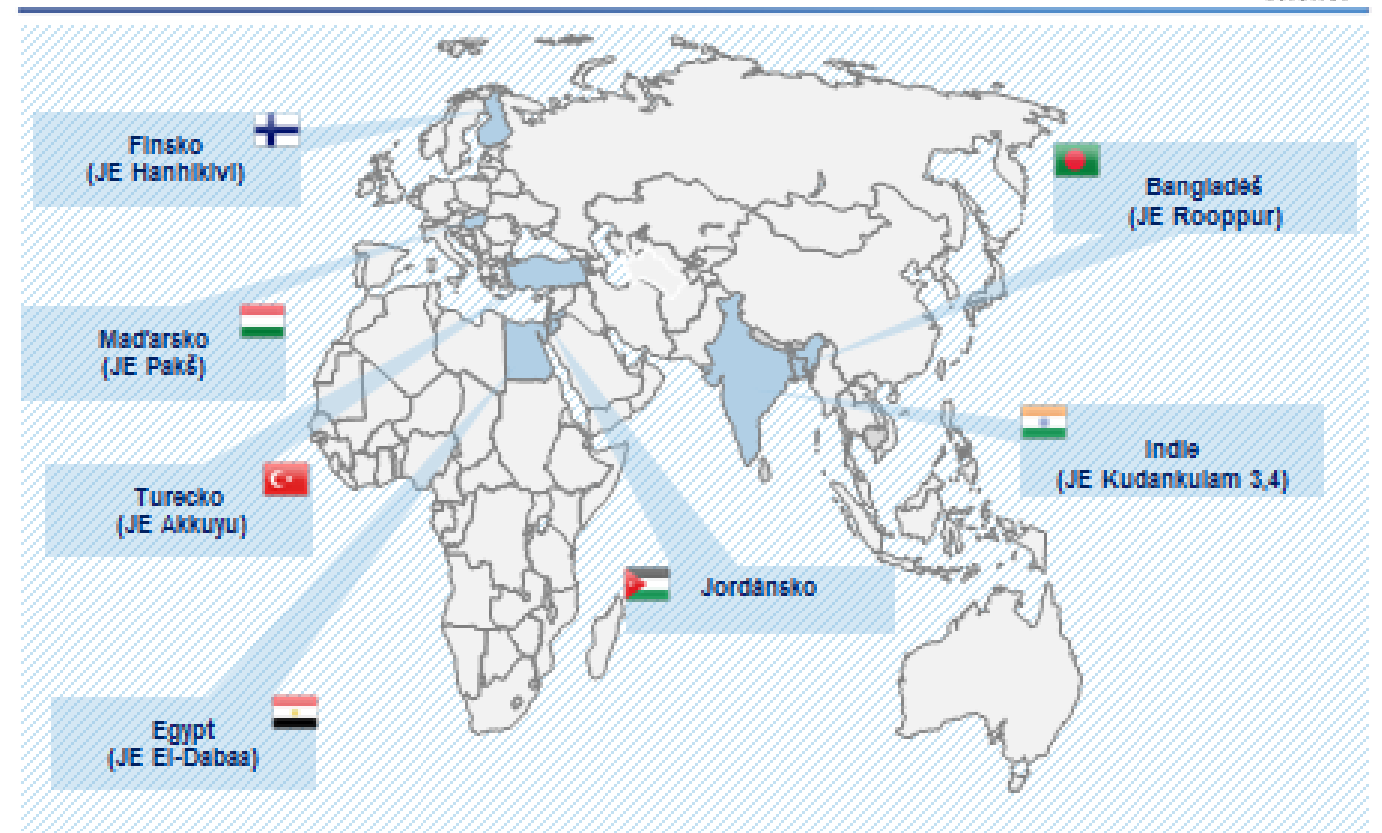 Finsko
(JE Hanhikivi)
Bangladéš
(JE Rooppur)
Maďarsko
(JE Pakš)
Indie
(JE Kudankulam 3,4)
Turecko
(JE Akkuyu)
Jordánsko
Egypt
(JE El-Dabaa)